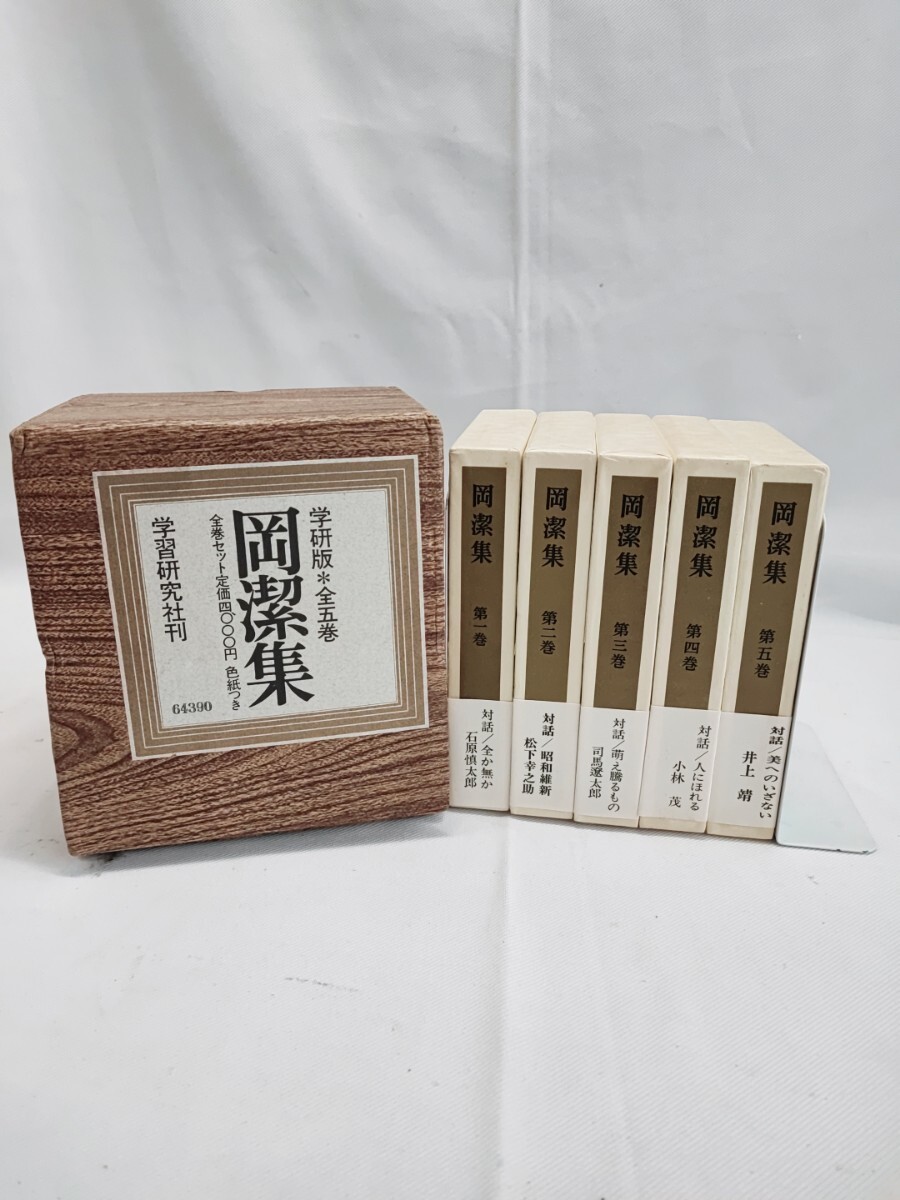 学研版*全五巻
岡潔集
全巻セット定価四、〇〇〇円 色紙つき
学習研究社刊
64390
岡潔集 第一巻
対話/全か無か
石原慎太郎
岡潔集 第二巻
対話/昭和維新
松下幸之助
岡潔集 第三巻
対話/萌え騰るもの
司馬遼太郎
岡潔集 第四巻
対話/人にほれる
小林 茂
岡潔集 第五巻
対話/美へのいざない
井上 靖